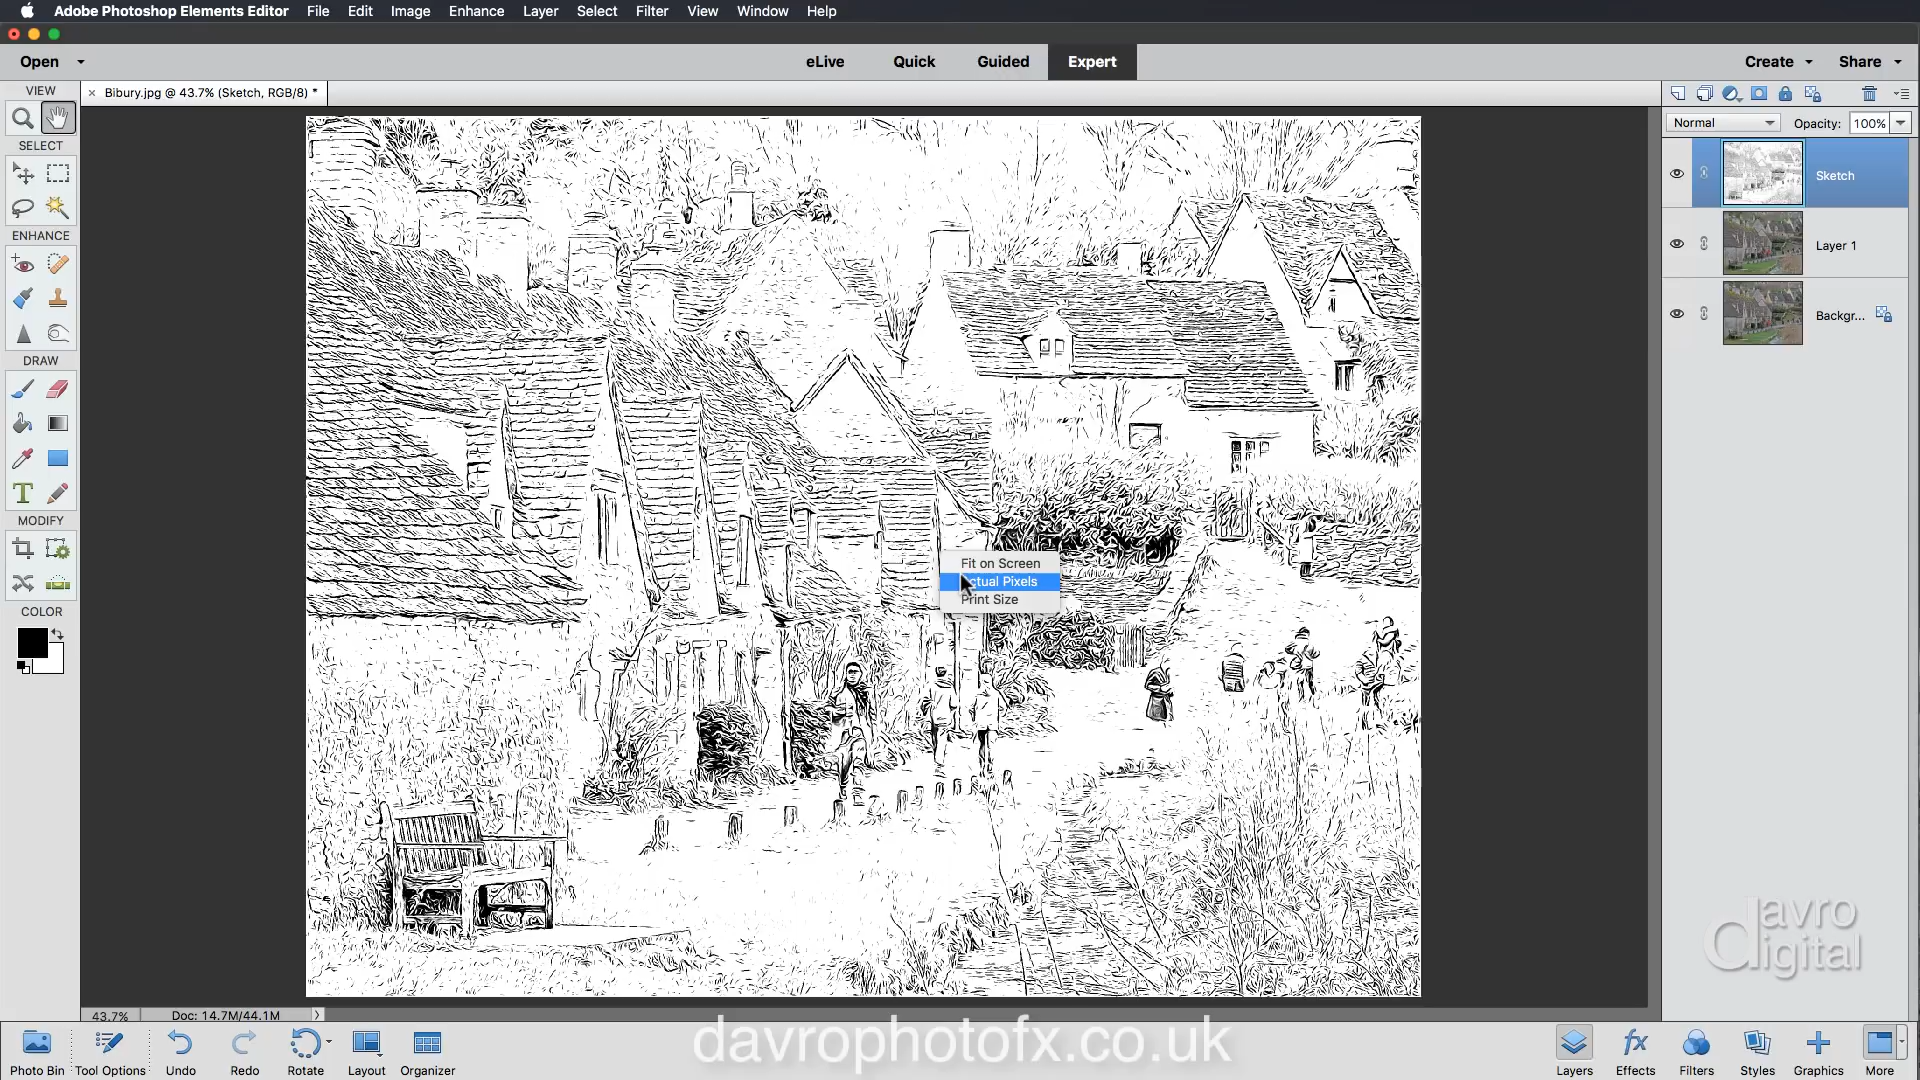 Adobe Photoshop Elements Editor File Edit Image Enhance Layer Select Filter View Window Help
Open eLive Quick Guided Expert Create Share
VIEW
× Bibury.jpg @ 43.7% (Sketch, RGB/8) *
Normal Opacity: 100%
SELECT
Sketch
ENHANCE
Layer 1
Backgr...
DRAW
T
MODIFY
Fit on Screen
ctual Pixels
Print Size
COLOR
davro
digital
43.7% Doc: 14.7M/44.1M
davrophotofx.co.uk
fx
Photo Bin Tool Options Undo Redo Rotate Layout Organizer Layers Effects Filters Styles Graphics More